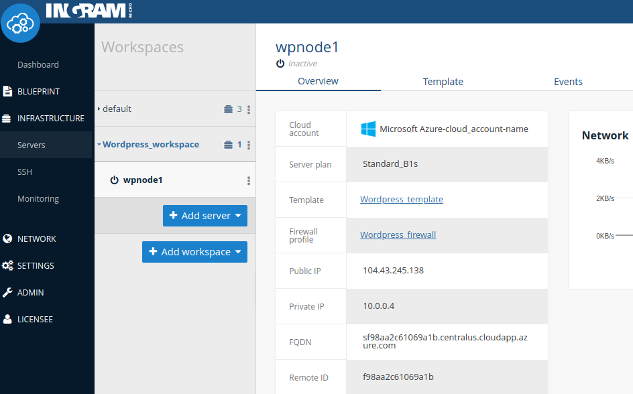 INGRAM MICRO
Dashboard
BLUEPRINT
INFRASTRUCTURE
Servers
SSH
Monitoring
NETWORK
SETTINGS
ADMIN
LICENSEE
Workspaces
default 3
Wordpress_workspace 1
wpnode1
Add server
Add workspace
wpnode1
inactive
Overview Template Events
Cloud account Microsoft Azure-cloud_account-name
Server plan Standard_B1s
Template Wordpress_template
Firewall profile Wordpress_firewall
Public IP 104.43.245.138
Private IP 10.0.0.4
FQDN sf98aa2c61069a1b.centralus.cloudapp.az
ure.com
Remote ID f98aa2c61069a1b
Network
4KB/s
2KB/s
0KB/s